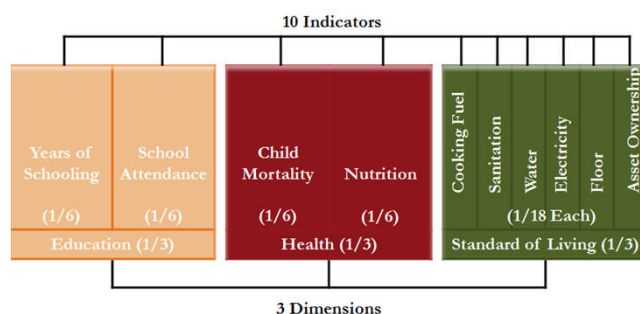 10 Indicators
Years of
Schooling
(1/6)
School
Attendance
(1/6)
Education (1/3)
Child
Mortality
(1/6)
Nutrition
(1/6)
Health (1/3)
Cooking Fuel
Sanitation
Water
Electricity
Floor
Asset Ownership
(1/18 Each)
Standard of Living (1/3)
3 Dimensions